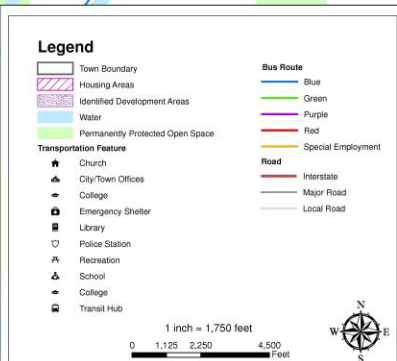 Legend
Town Boundary
Housing Areas
Identified Development Areas
Water
Permanently Protected Open Space
Transportation Feature
Church
City/Town Offices
College
Emergency Shelter
Library
Police Station
Recreation
School
College
Transit Hub
Bus Route
Blue
Green
Purple
Red
Special Employment
Road
Interstate
Major Road
Local Road
1 inch = 1,750 feet
0 1,125 2,250 4,500
Feet
N
W E
S